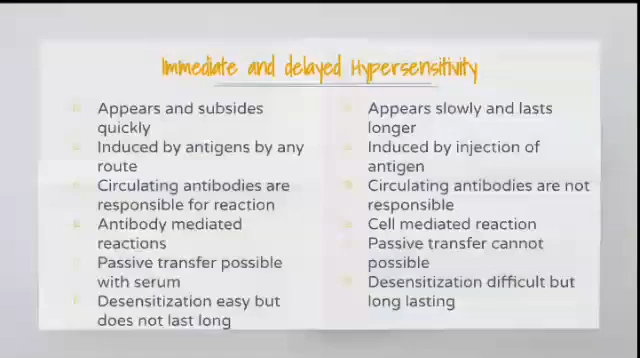 Immediate and delayed Hypersensitivity
Appears and subsides
quickly
Induced by antigens by any
route
Circulating antibodies are
responsible for reaction
Antibody mediated
reactions
Passive transfer possible
with serum
Desensitization easy but
does not last long
Appears slowly and lasts
longer
Induced by injection of
antigen
Circulating antibodies are not
responsible
Cell mediated reaction
Passive transfer cannot
possible
Desensitization difficult but
long lasting